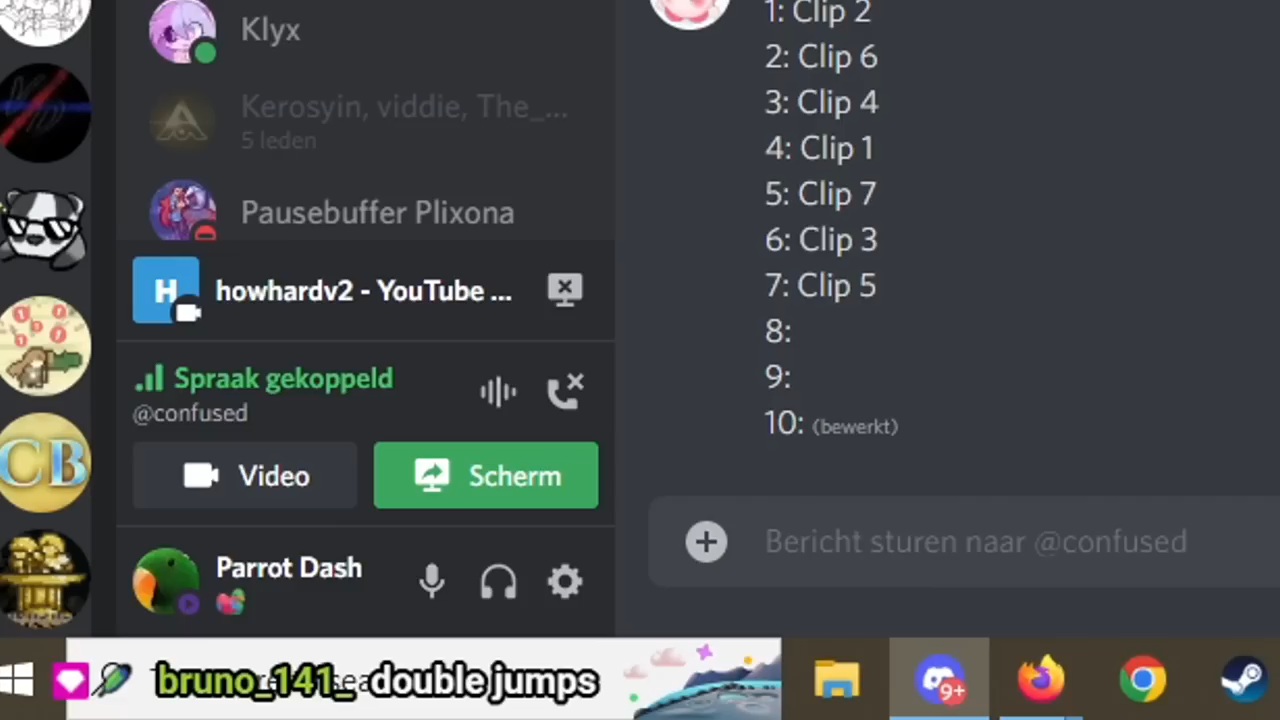 Klyx
Kerosyin, viddie, The_...
5 leden
Pausebuffer Plixona
H
howhardv2 - YouTube ...
Spraak gekoppeld
@confused
Video
Scherm
Parrot Dash
CB
1: Clip 2
2: Clip 6
3: Clip 4
4: Clip 1
5: Clip 7
6: Clip 3
7: Clip 5
8:
9:
10: (bewerkt)
Bericht sturen naar @confused
bruno_141_ double jumps
9+